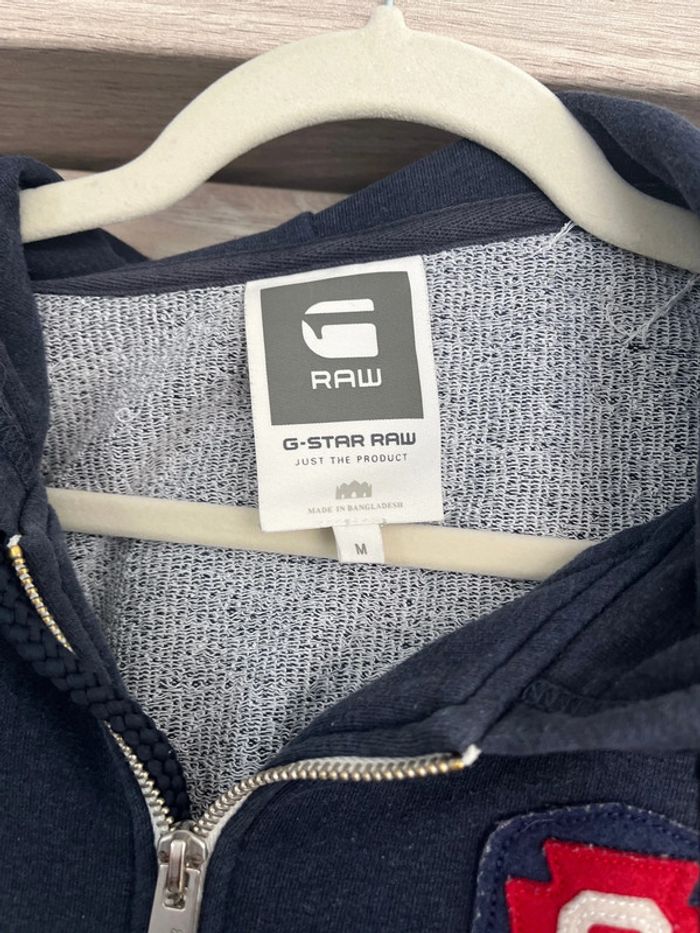 RAW
G-STAR RAW
JUST THE PRODUCT
MADE IN BANGLADESH
M